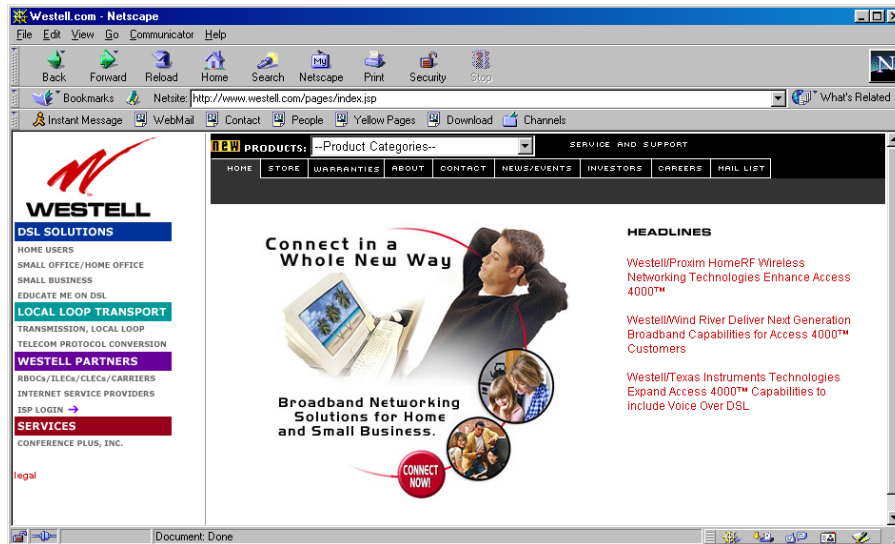 Westell.com - Netscape
File Edit View Go Communicator Help
Back Forward Reload Home Search Netscape Print Security Stop
My
N
Bookmarks Netsite: http://www.westell.com/pages/index.jsp What's Related
Instant Message WebMail Contact People Yellow Pages Download Channels
WESTELL
new PRODUCTS: --Product Categories-- SERVICE AND SUPPORT
HOME STORE WARRANTIES ABOUT CONTACT NEWS/EVENTS INVESTORS CAREERS MAIL LIST
DSL SOLUTIONS
HOME USERS
SMALL OFFICE/HOME OFFICE
SMALL BUSINESS
EDUCATE ME ON DSL
LOCAL LOOP TRANSPORT
TRANSMISSION, LOCAL LOOP
TELECOM PROTOCOL CONVERSION
WESTELL PARTNERS
RBOCs/ILECs/CLECs/CARRIERS
INTERNET SERVICE PROVIDERS
ISP LOGIN →
SERVICES
CONFERENCE PLUS, INC.
legal
Connect in a
Whole New Way
Broadband Networking
Solutions for Home
and Small Business.
CONNECT
NOW!
HEADLINES
Westell/Proxim HomeRF Wireless
Networking Technologies Enhance Access
4000™
Westell/Wind River Deliver Next Generation
Broadband Capabilities for Access 4000™
Customers
Westell/Texas Instruments Technologies
Expand Access 4000™ Capabilities to
include Voice Over DSL
Document: Done